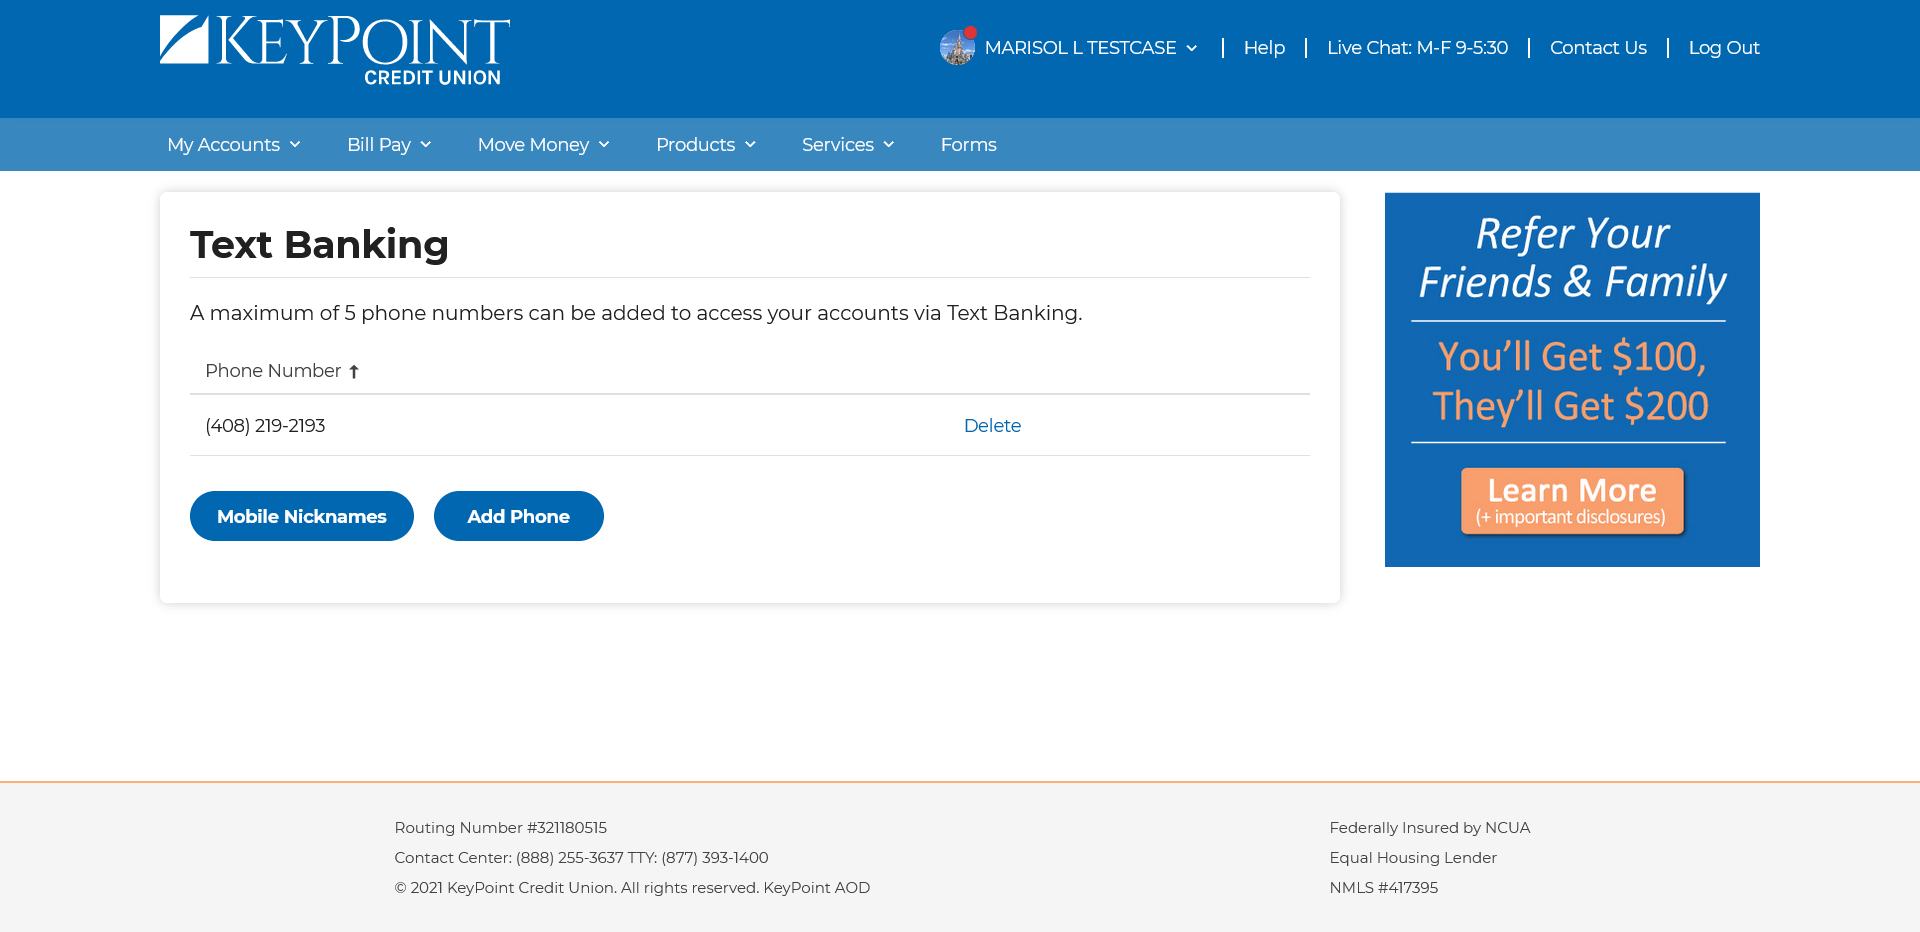 KEYPOINT
CREDIT UNION
MARISOL L TESTCASE
Help
Live Chat: M-F 9-5:30
Contact Us
Log Out
My Accounts
Bill Pay
Move Money
Products
Services
Forms
Text Banking
A maximum of 5 phone numbers can be added to access your accounts via Text Banking.
Phone Number ↑
(408) 219-2193 Delete
Mobile Nicknames
Add Phone
Refer Your
Friends & Family
You'll Get $100,
They'll Get $200
Learn More
(+ important disclosures)
Routing Number #321180515
Contact Center: (888) 255-3637 TTY: (877) 393-1400
© 2021 KeyPoint Credit Union. All rights reserved. KeyPoint AOD
Federally Insured by NCUA
Equal Housing Lender
NMLS #417395